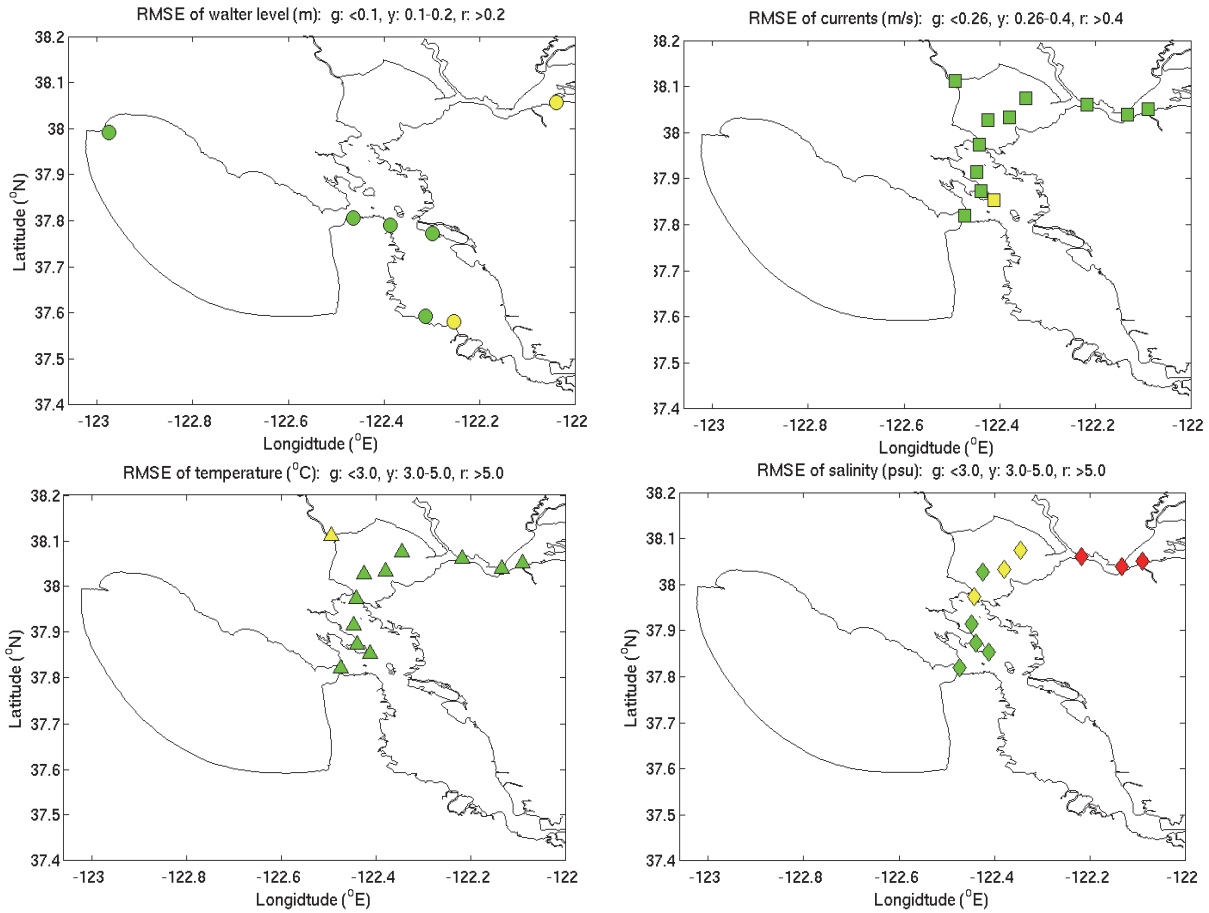 RMSE of walter level (m): g: <0.1, y: 0.1-0.2, r: >0.2
38.2
38.1
38
37.9
37.8
37.7
37.6
37.5
37.4
Latitude (°N)
-123 -122.8 -122.6 -122.4 -122.2 -122
Longidtude (°E)
RMSE of currents (m/s): g: <0.26, y: 0.26-0.4, r: >0.4
38.2
38.1
38
37.9
37.8
37.7
37.6
37.5
37.4
Latitude (°N)
-123 -122.8 -122.6 -122.4 -122.2 -122
Longidtude (°E)
RMSE of temperature (°C): g: <3.0, y: 3.0-5.0, r: >5.0
38.2
38.1
38
37.9
37.8
37.7
37.6
37.5
37.4
Latitude (°N)
-123 -122.8 -122.6 -122.4 -122.2 -122
Longidtude (°E)
RMSE of salinity (psu): g: <3.0, y: 3.0-5.0, r: >5.0
38.2
38.1
38
37.9
37.8
37.7
37.6
37.5
37.4
Latitude (°N)
-123 -122.8 -122.6 -122.4 -122.2 -122
Longidtude (°E)